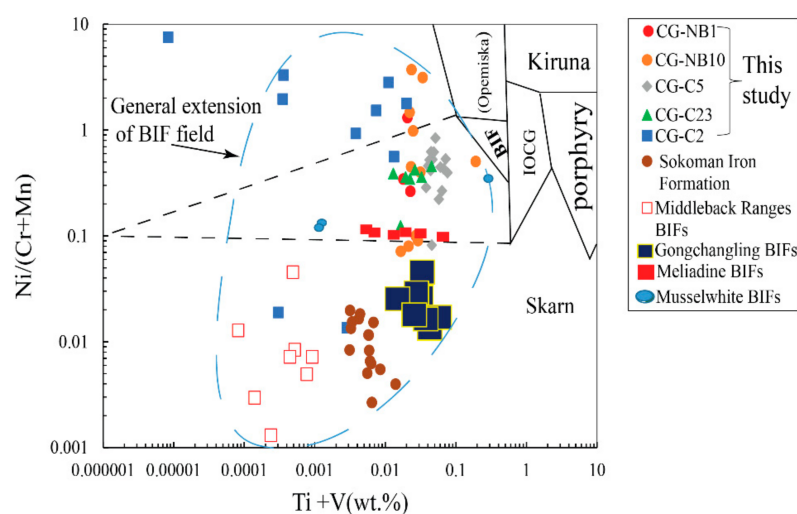 10
1
0.1
0.01
0.001
Ni/(Cr+Mn)
0.000001 0.00001 0.0001 0.001 0.01 0.1 1 10
Ti +V(wt.%)
General extension
of BIF field
(Opemiska)
BIF
Kiruna
IOCG
porphyry
Skarn
CG-NB1
CG-NB10
CG-C5
CG-C23
CG-C2
This
study
Sokoman Iron
Formation
Middleback Ranges
BIFs
Gongchangling BIFs
Meliadine BIFs
Musselwhite BIFs